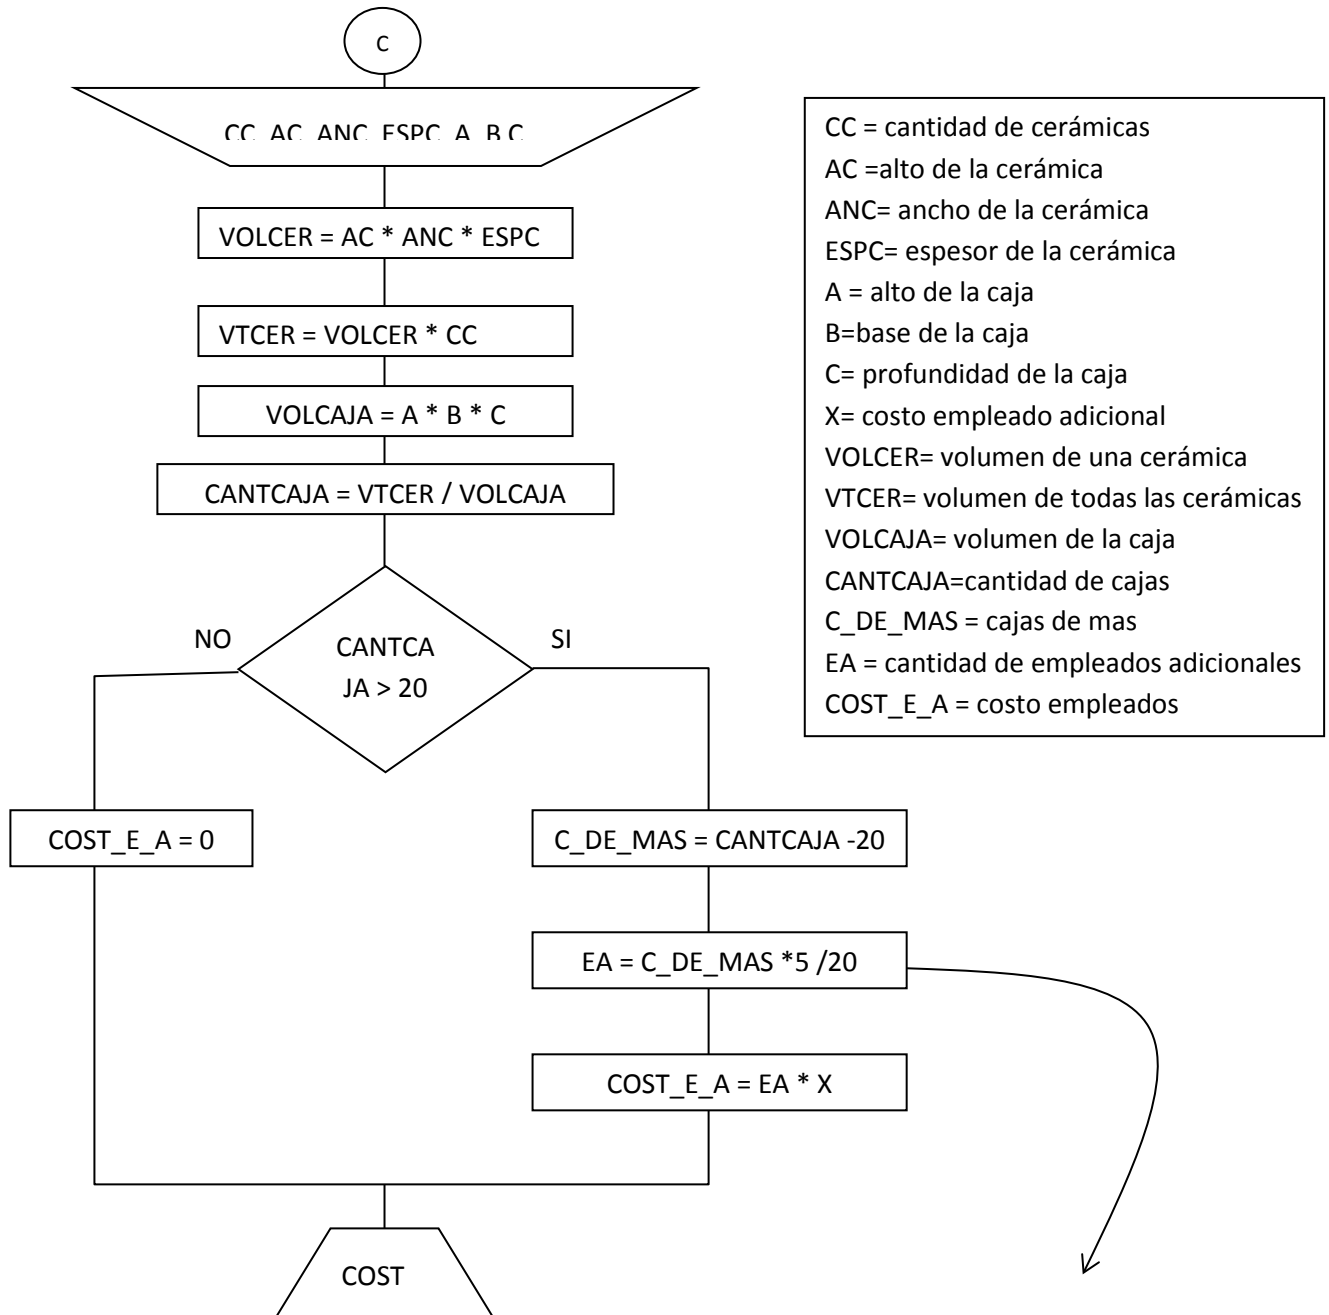 C
CC AC ANC ESPC A B C
VOLCER = AC * ANC * ESPC
VTCER = VOLCER * CC
VOLCAJA = A * B * C
CANTCAJA = VTCER / VOLCAJA
NO
CANTCA
JA > 20
SI
COST_E_A = 0
C_DE_MAS = CANTCAJA -20
EA = C_DE_MAS *5 /20
COST_E_A = EA * X
COST
CC = cantidad de cerámicas
AC =alto de la cerámica
ANC= ancho de la cerámica
ESPC= espesor de la cerámica
A = alto de la caja
B=base de la caja
C= profundidad de la caja
X= costo empleado adicional
VOLCER= volumen de una cerámica
VTCER= volumen de todas las cerámicas
VOLCAJA= volumen de la caja
CANTCAJA=cantidad de cajas
C_DE_MAS = cajas de mas
EA = cantidad de empleados adicionales
COST_E_A = costo empleados